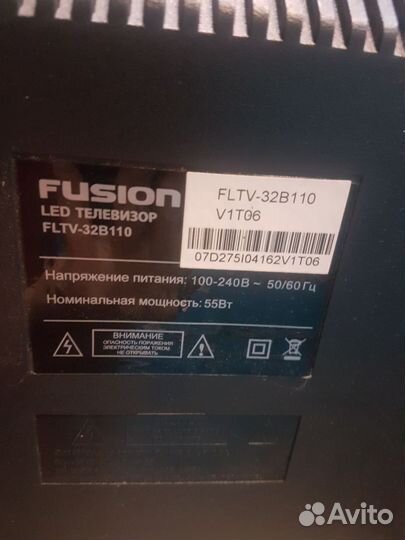 FUSION
LED ТЕЛЕВИЗОР
FLTV-32B110
FLTV-32B110
V1T06
07D275I04162V1T06
Напряжение питания: 100-240В ~ 50/60 Гц
Номинальная мощность: 55Вт
ВНИМАНИЕ
ОПАСНОСТЬ ПОРАЖЕНИЯ
ЭЛЕКТРИЧЕСКИМ ТОКОМ
НЕ ОТКРЫВАТЬ
Avito